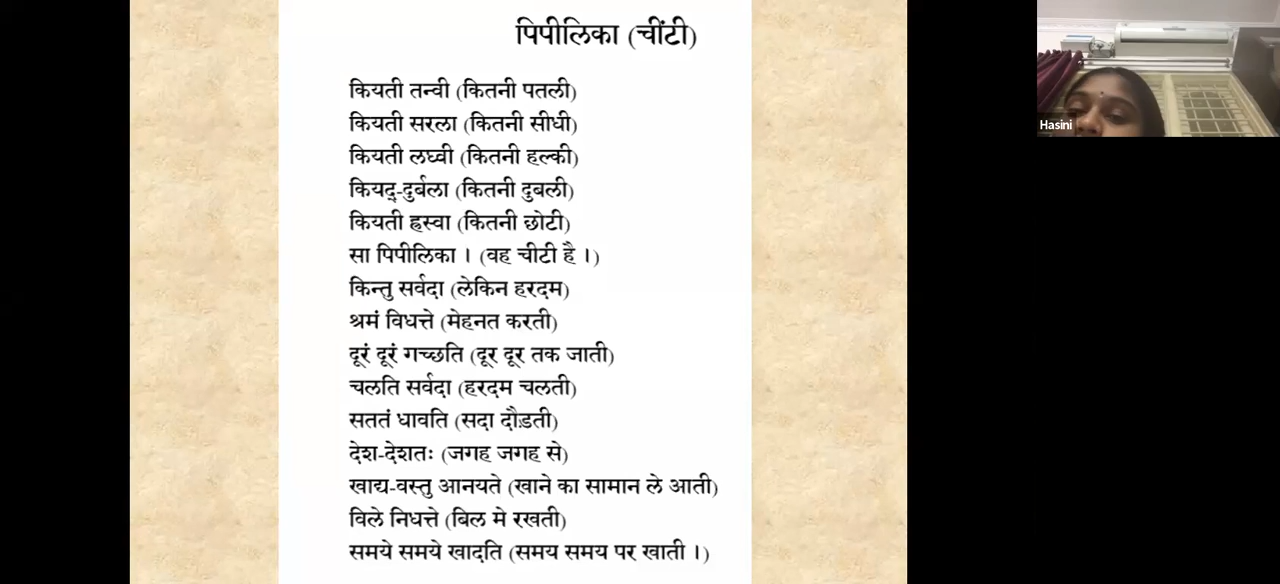 पिपीलिका (चींटी)
कियती तन्वी (कितनी पतली)
कियती सरला (कितनी सीधी)
कियती लघ्वी (कितनी हल्की)
कियद्-दुर्बला (कितनी दुबली)
कियती ह्रस्वा (कितनी छोटी)
सा पिपीलिका । (वह चीटी है ।)
किन्तु सर्वदा (लेकिन हरदम)
श्रमं विधत्ते (मेहनत करती)
दूरं दूरं गच्छति (दूर दूर तक जाती)
चलति सर्वदा (हरदम चलती)
सततं धावति (सदा दौड़ती)
देश-देशतः (जगह जगह से)
खाद्य-वस्तु आनयते (खाने का सामान ले आती)
विले निधत्ते (बिल मे रखती)
समये समये खादति (समय समय पर खाती ।)
Hasini